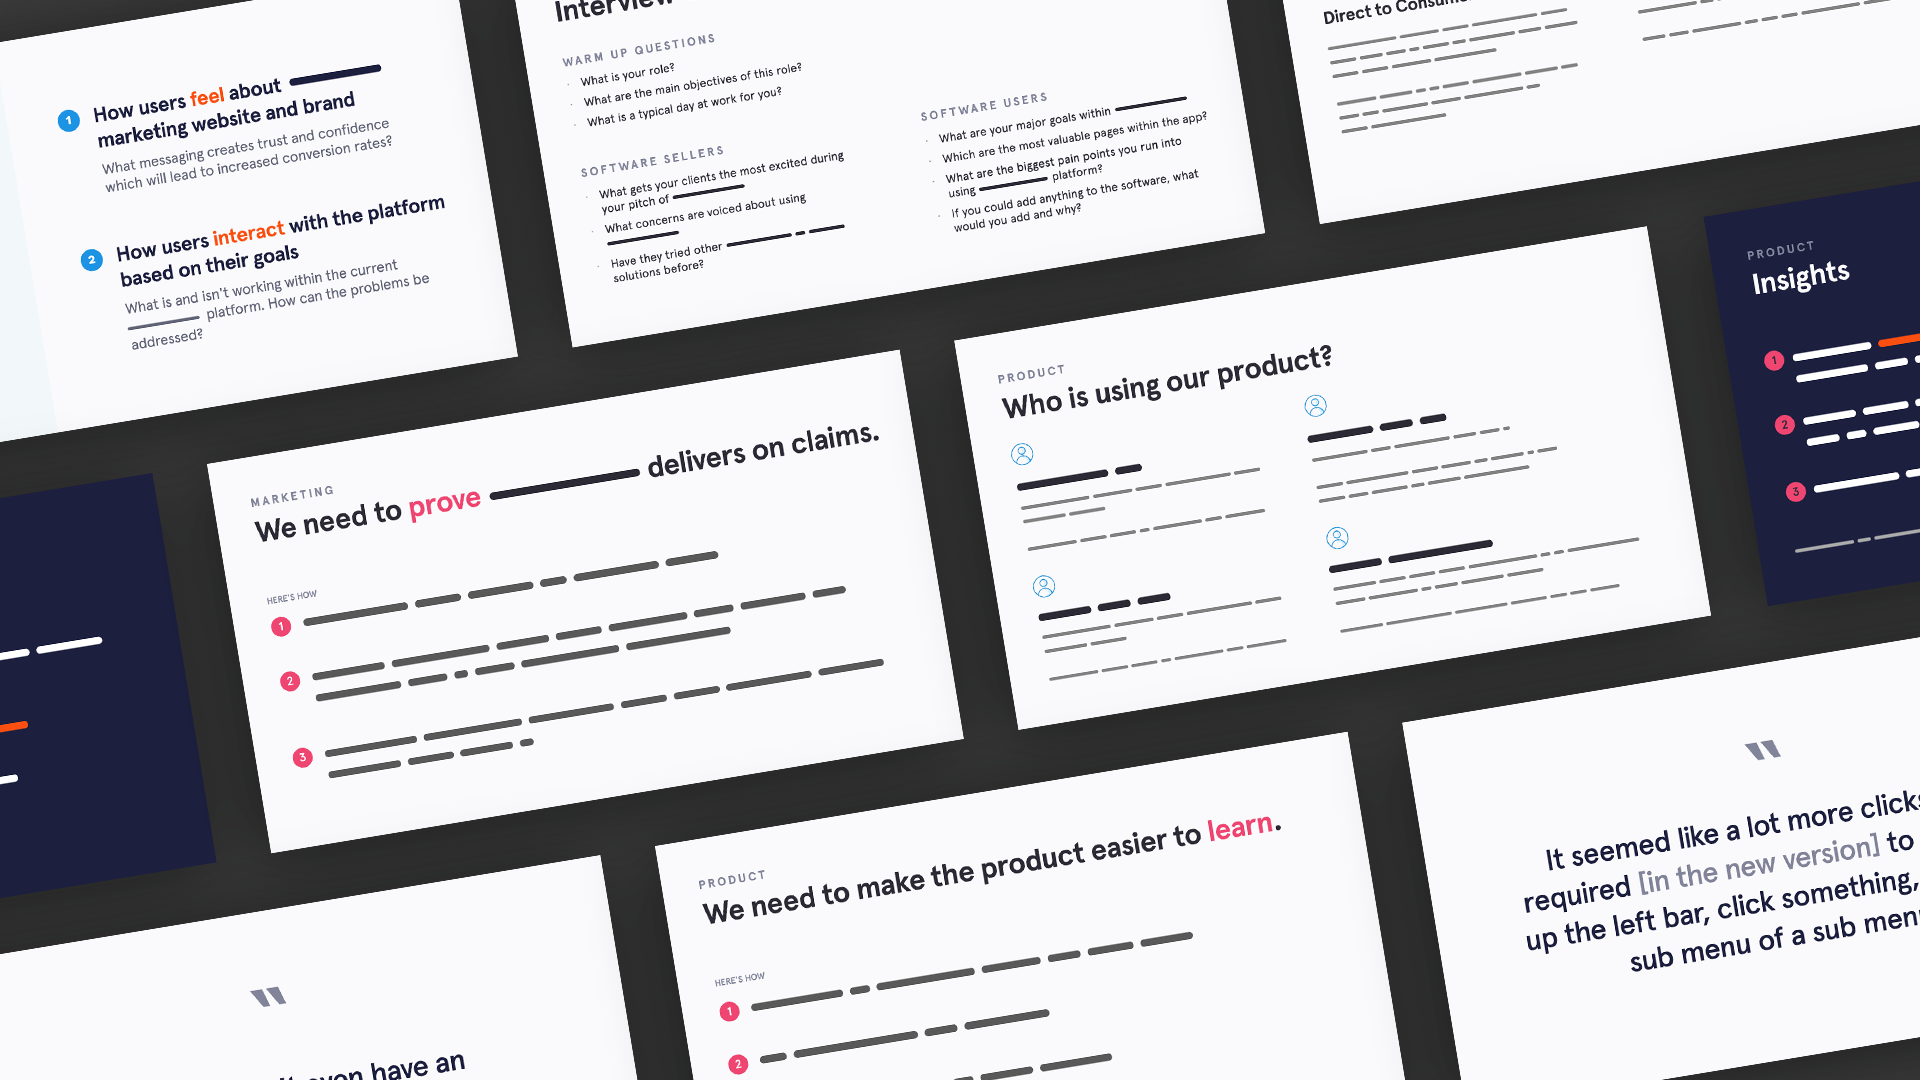 1
How users feel about
marketing website and brand
What messaging creates trust and confidence
which will lead to increased conversion rates?
2
How users interact with the platform
based on their goals
What is and isn't working within the current
platform. How can the problems be
addressed?
Interview
WARM UP QUESTIONS
· What is your role?
· What are the main objectives of this role?
· What is a typical day at work for you?
SOFTWARE SELLERS
· What gets your clients the most excited during
your pitch of
· What concerns are voiced about using
· Have they tried other
solutions before?
SOFTWARE USERS
· What are your major goals within
· Which are the most valuable pages within the app?
· What are the biggest pain points you run into
using platform?
· If you could add anything to the software, what
would you add and why?
Direct to Consumer
MARKETING
We need to prove delivers on claims.
HERE'S HOW
1
2
3
PRODUCT
Who is using our product?
PRODUCT
Insights
1
2
3
even have an
PRODUCT
We need to make the product easier to learn.
HERE'S HOW
1
2
It seemed like a lot more clicks
required [in the new version] to
up the left bar, click something,
sub menu of a sub menu